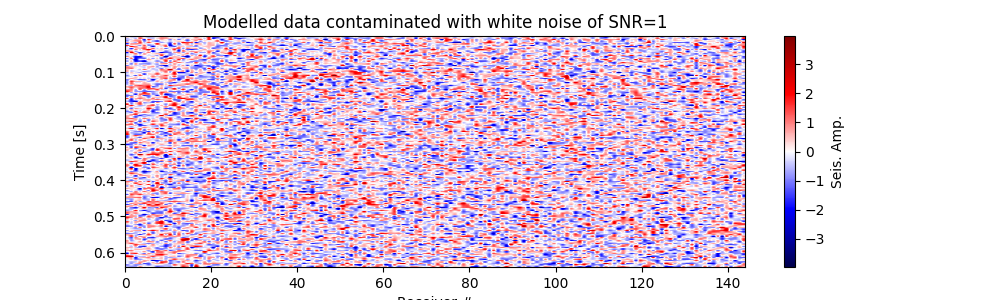 Modelled data contaminated with white noise of SNR=1
0.0
0.1
0.2
0.3
0.4
0.5
0.6
Time [s]
0 20 40 60 80 100 120 140
Receiver #
3
2
1
0
−1
−2
−3
Seis. Amp.